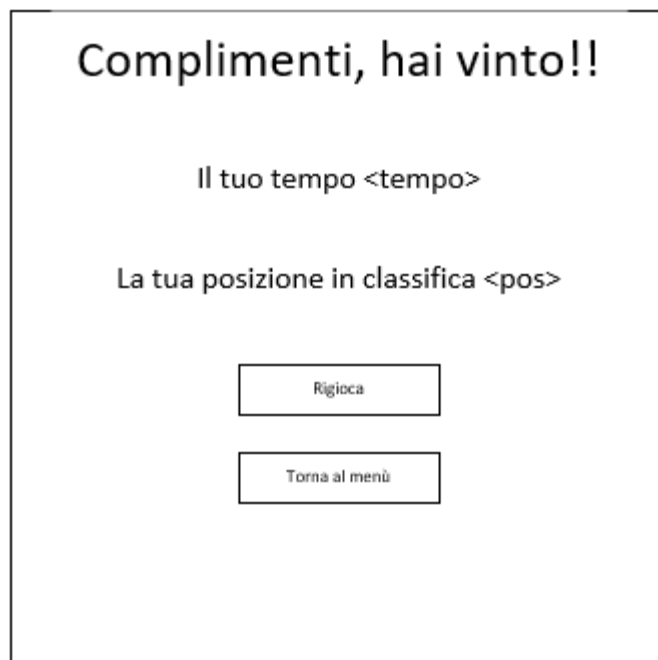 Complimenti, hai vinto!!
Il tuo tempo <tempo>
La tua posizione in classifica <pos>
Rigioca
Torna al menù